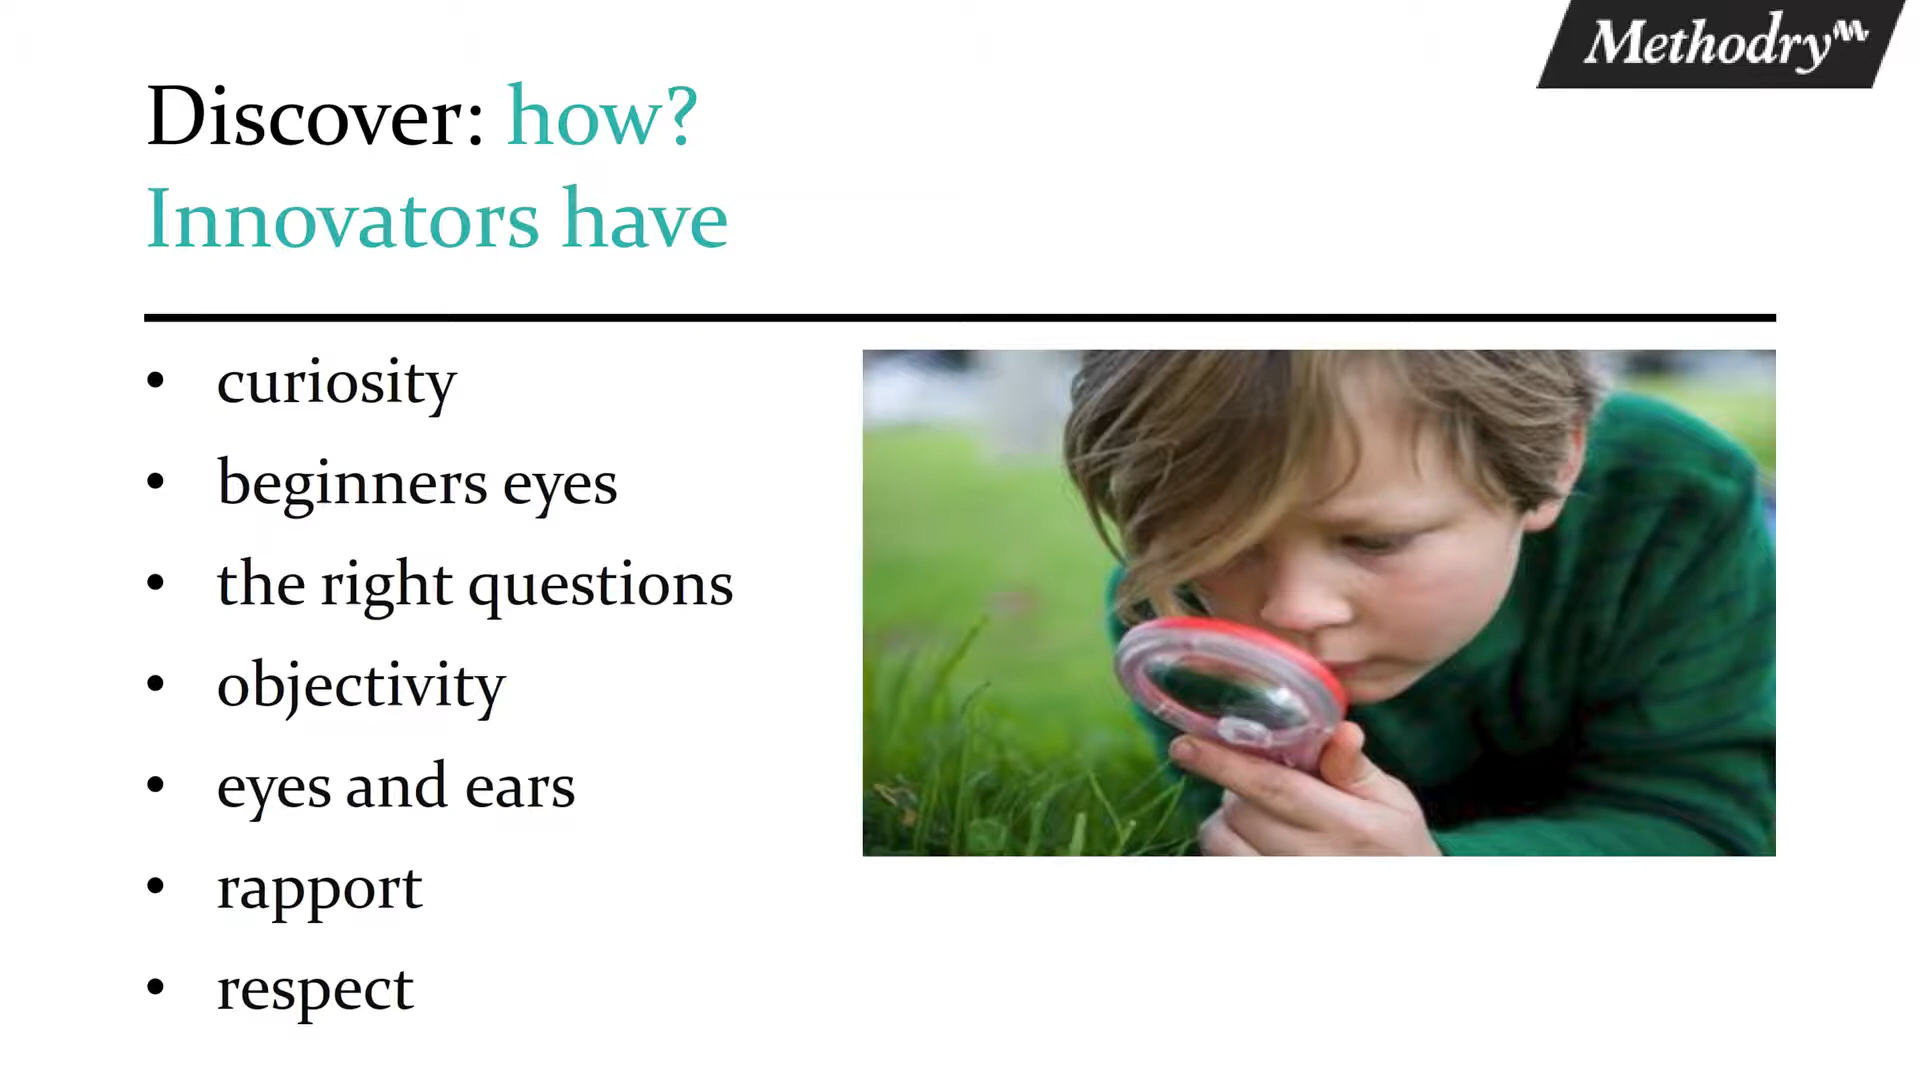 Methodry
Discover: how?
Innovators have
• curiosity
• beginners eyes
• the right questions
• objectivity
• eyes and ears
• rapport
• respect